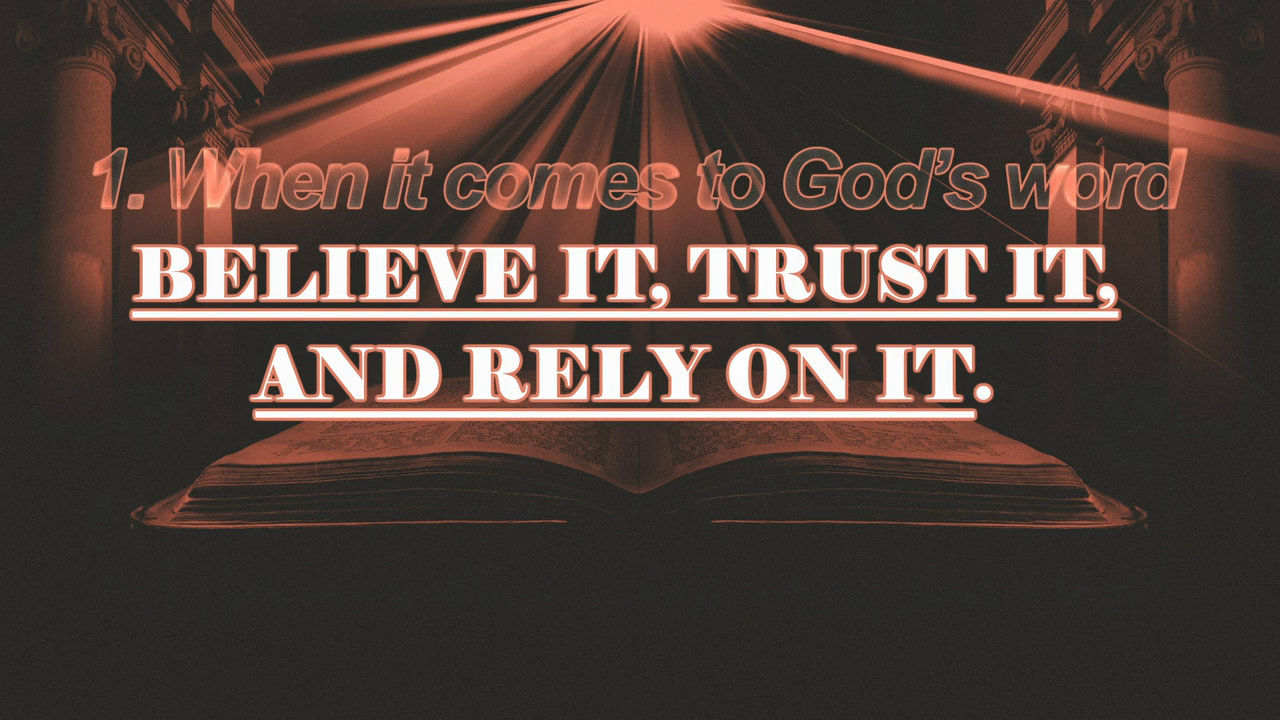 1. When it comes to God’s word
BELIEVE IT, TRUST IT,
AND RELY ON IT.